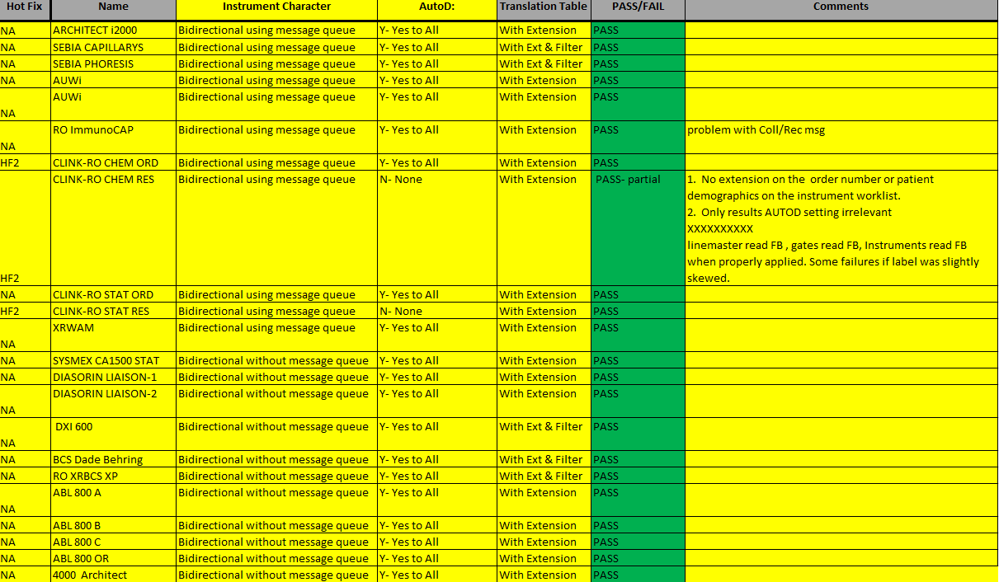 Hot Fix Name Instrument Character AutoD: Translation Table PASS/FAIL Comments
NA ARCHITECT i2000 Bidirectional using message queue Y- Yes to All With Extension PASS
NA SEBIA CAPILLARYS Bidirectional using message queue Y- Yes to All With Ext & Filter PASS
NA SEBIA PHORESIS Bidirectional using message queue Y- Yes to All With Ext & Filter PASS
NA AUWi Bidirectional using message queue Y- Yes to All With Extension PASS
AUWi Bidirectional using message queue Y- Yes to All With Extension PASS
NA
RO ImmunoCAP Bidirectional using message queue Y- Yes to All With Extension PASS problem with Coll/Rec msg
NA
HF2 CLINK-RO CHEM ORD Bidirectional using message queue Y- Yes to All With Extension PASS
CLINK-RO CHEM RES Bidirectional using message queue N- None With Extension PASS- partial 1. No extension on the order number or patient
demographics on the instrument worklist.
2. Only results AUTOD setting irrelevant
XXXXXXXXXX
linemaster read FB , gates read FB, Instruments read FB
when properly applied. Some failures if label was slightly
HF2 skewed.
NA CLINK-RO STAT ORD Bidirectional using message queue Y- Yes to All With Extension PASS
HF2 CLINK-RO STAT RES Bidirectional using message queue N- None With Extension PASS
XRWAM Bidirectional using message queue Y- Yes to All With Extension PASS
NA
NA SYSMEX CA1500 STAT Bidirectional without message queue Y- Yes to All With Extension PASS
NA DIASORIN LIAISON-1 Bidirectional without message queue Y- Yes to All With Extension PASS
DIASORIN LIAISON-2 Bidirectional without message queue Y- Yes to All With Extension PASS
NA
DXI 600 Bidirectional without message queue Y- Yes to All With Ext & Filter PASS
NA
NA BCS Dade Behring Bidirectional without message queue Y- Yes to All With Ext & Filter PASS
NA RO XRBCS XP Bidirectional without message queue Y- Yes to All With Ext & Filter PASS
ABL 800 A Bidirectional without message queue Y- Yes to All With Extension PASS
NA
NA ABL 800 B Bidirectional without message queue Y- Yes to All With Extension PASS
NA ABL 800 C Bidirectional without message queue Y- Yes to All With Extension PASS
NA ABL 800 OR Bidirectional without message queue Y- Yes to All With Extension PASS
NA 4000 Architect Bidirectional without message queue Y- Yes to All With Extension PASS